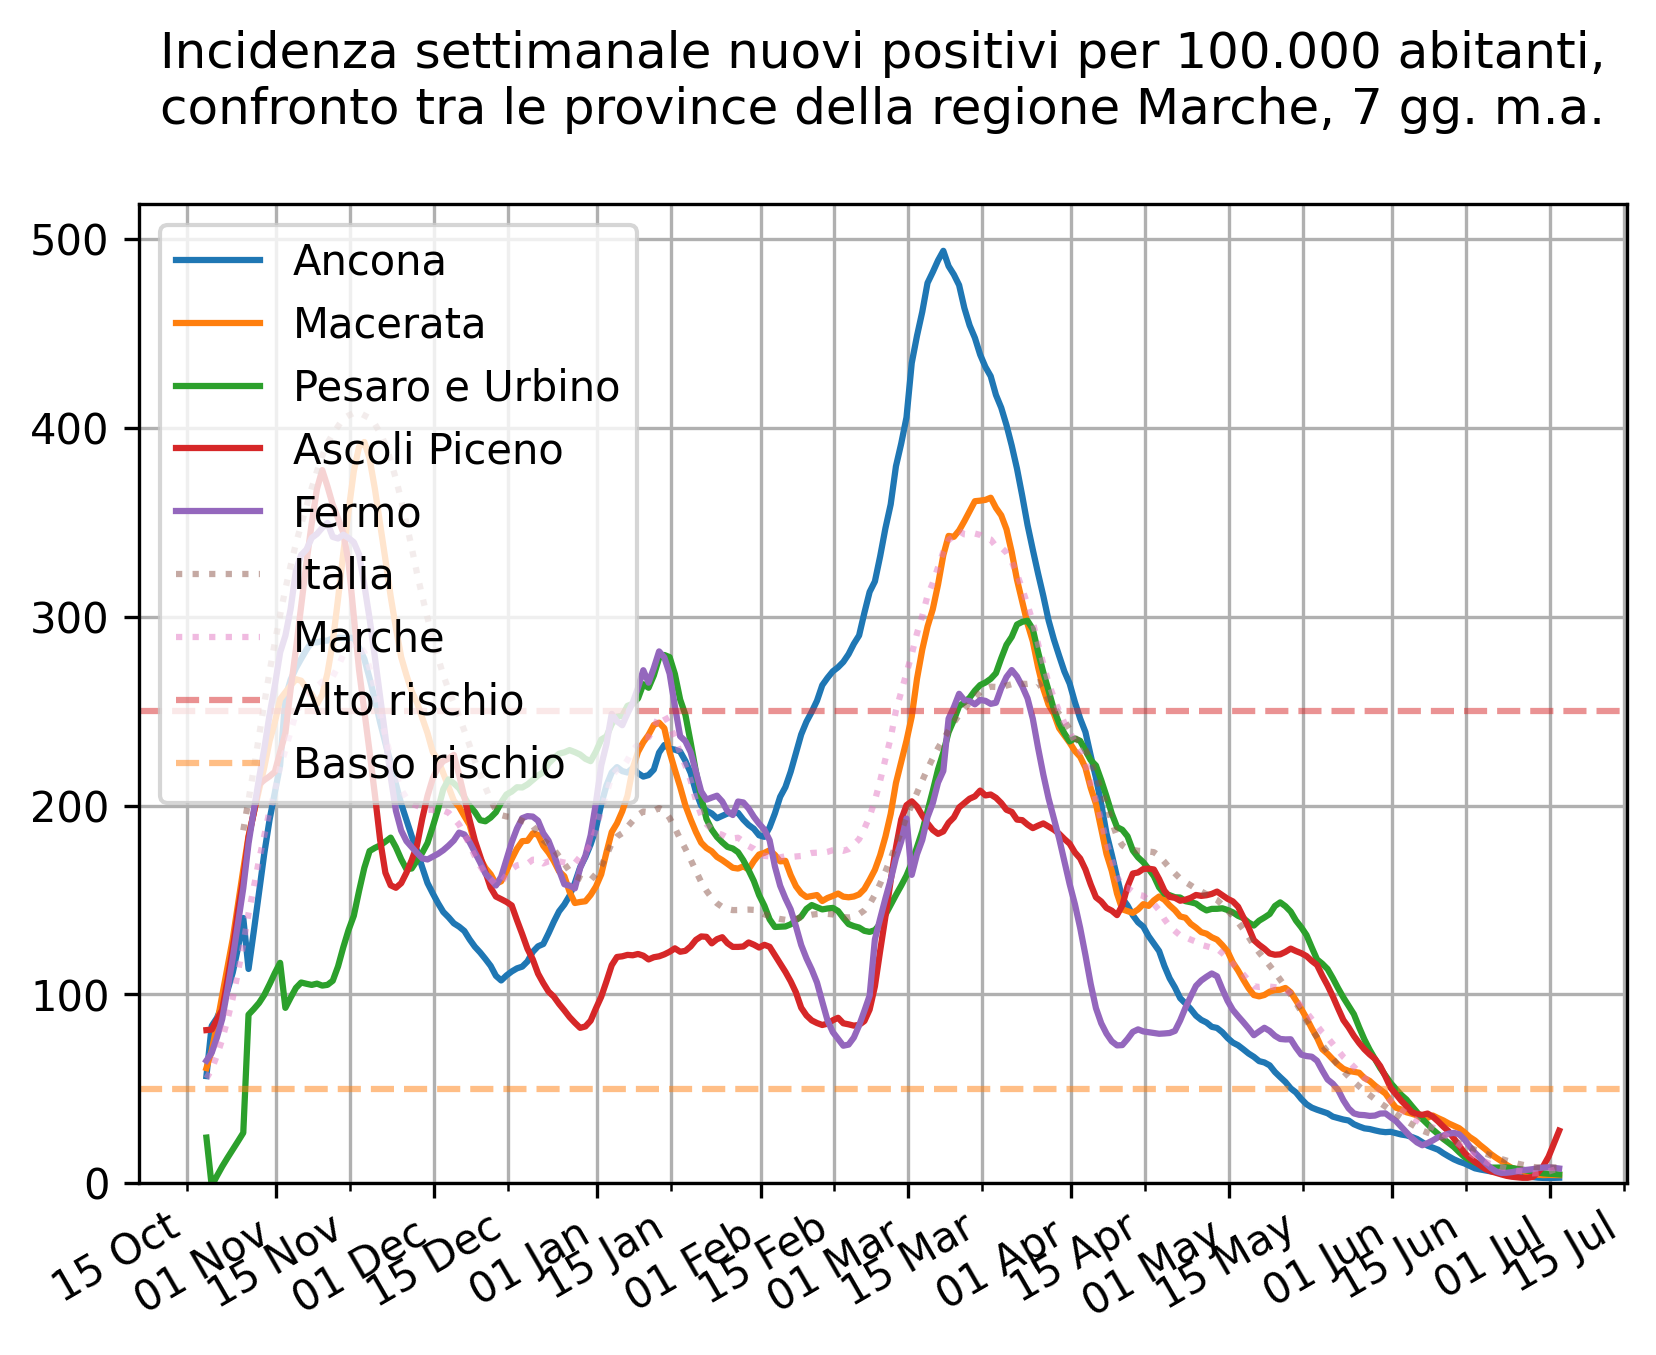 Incidenza settimanale nuovi positivi per 100.000 abitanti,
confronto tra le province della regione Marche, 7 gg. m.a.
500
400
300
200
100
0
Ancona
Macerata
Pesaro e Urbino
Ascoli Piceno
Fermo
Italia
Marche
Alto rischio
Basso rischio
15 Oct
01 Nov
15 Nov
01 Dec
15 Dec
01 Jan
15 Jan
01 Feb
15 Feb
01 Mar
15 Mar
01 Apr
15 Apr
01 May
15 May
01 Jun
15 Jun
01 Jul
15 Jul